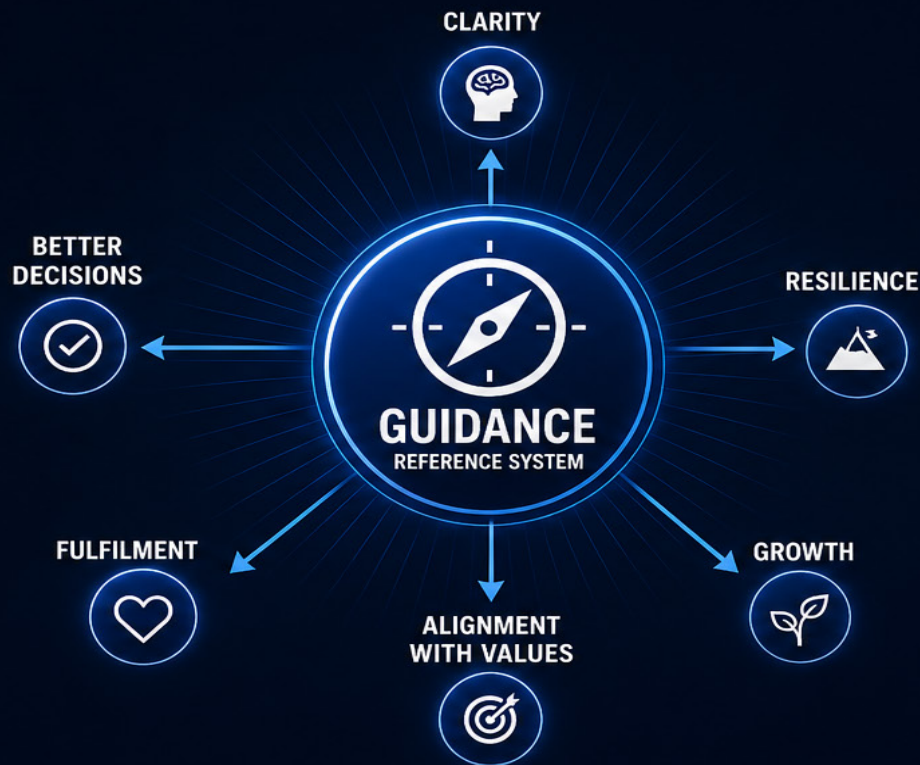 CLARITY
BETTER
DECISIONS
RESILIENCE
GUIDANCE
REFERENCE SYSTEM
FULFILMENT
GROWTH
ALIGNMENT
WITH VALUES